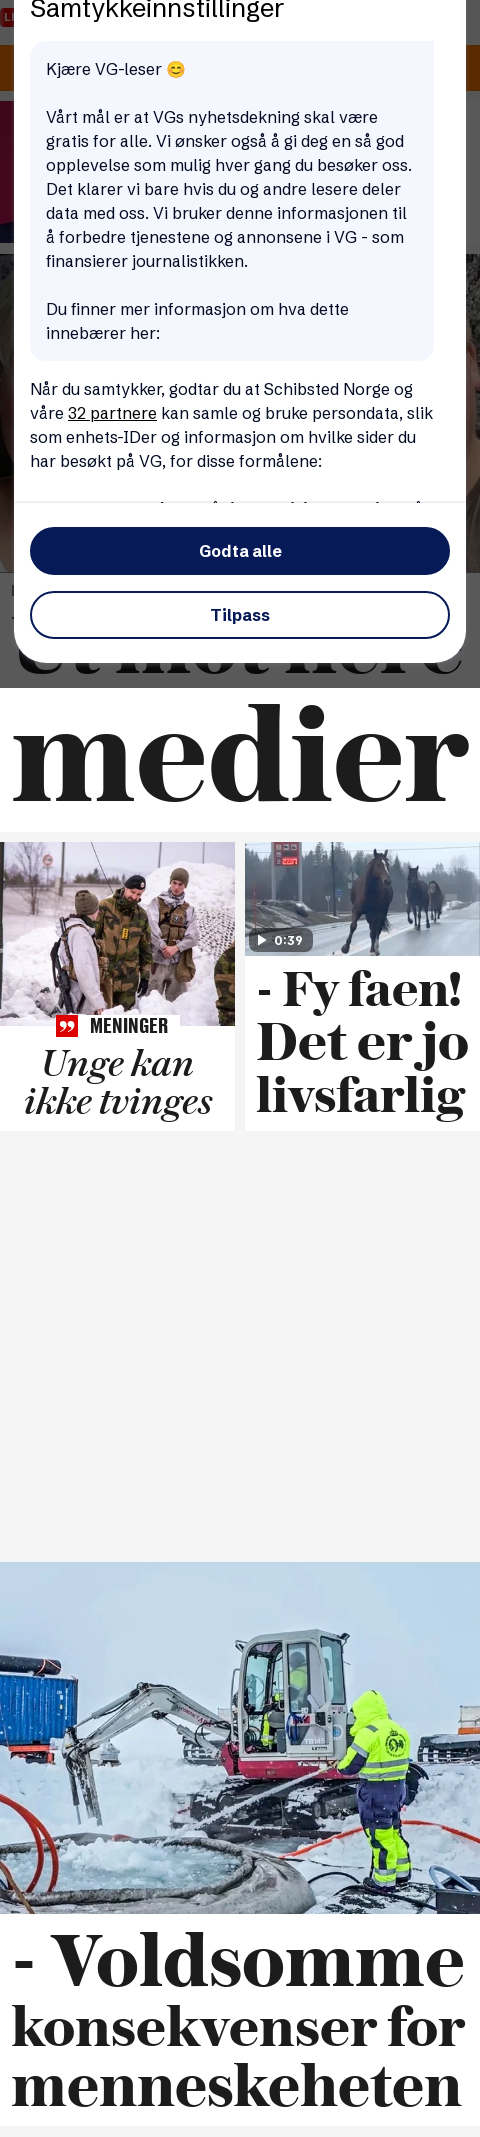 Samtykkeinnstillinger
Kjære VG-leser 😊
Vårt mål er at VGs nyhetsdekning skal være
gratis for alle. Vi ønsker også å gi deg en så god
opplevelse som mulig hver gang du besøker oss.
Det klarer vi bare hvis du og andre lesere deler
data med oss. Vi bruker denne informasjonen til
å forbedre tjenestene og annonsene i VG - som
finansierer journalistikken.
Du finner mer informasjon om hva dette
innebærer her:
Når du samtykker, godtar du at Schibsted Norge og
våre 32 partnere kan samle og bruke persondata, slik
som enhets-IDer og informasjon om hvilke sider du
har besøkt på VG, for disse formålene:
Godta alle
Tilpass
medier
0:39
MENINGER
Unge kan
ikke tvinges
- Fy faen!
Det er jo
livsfarlig
- Voldsomme
konsekvenser for
menneskeheten